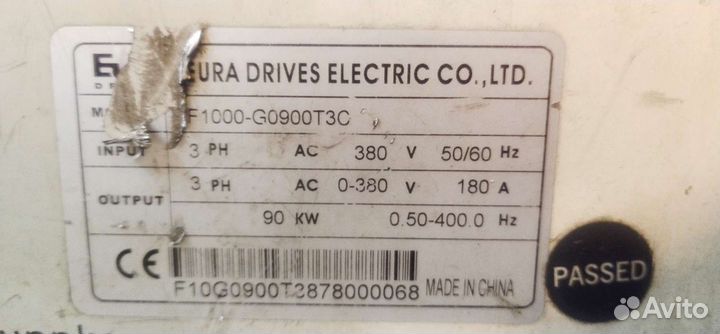 EURA DRIVES ELECTRIC CO.,LTD.
F1000-G0900T3C
INPUT 3 PH AC 380 V 50/60 Hz
OUTPUT 3 PH AC 0-380 V 180 A
90 KW 0.50-400.0 Hz
CE F10G0900T3878000068 MADE IN CHINA
PASSED
Avito